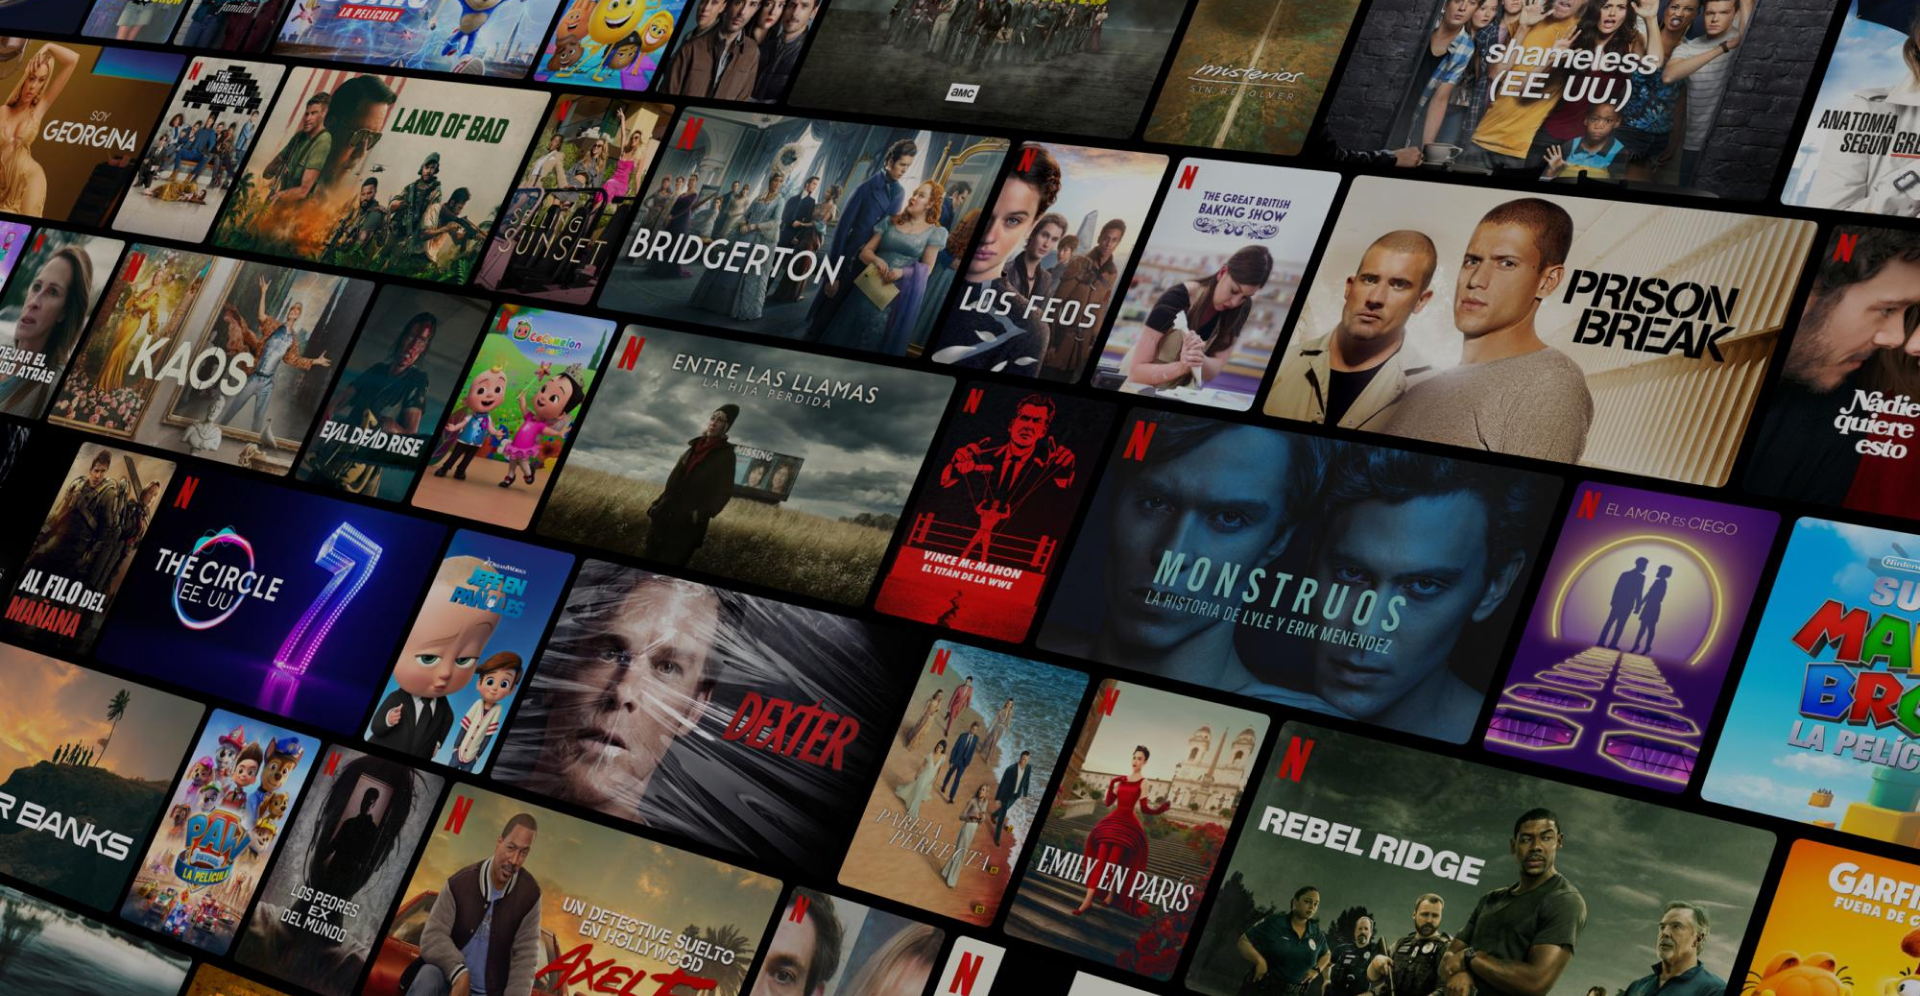 familiar
LA PELÍCULA
amc
misterios
SIN RESOLVER
shameless
(EE. UU.)
ANATOMÍA
SEGÚN
SOY
GEORGINA
THE
UMBRELLA
ACADEMY
LAND OF BAD
SELLING
SUNSET
BRIDGERTON
LOS FEOS
THE GREAT BRITISH
BAKING SHOW
PRISON
BREAK
Nadie
quiere
esto
DEJAR EL
ATRÁS
KAOS
EVIL DEAD RISE
CoComelon
ENTRE LAS LLAMAS
LA HIJA PERDIDA
MISSING
VINCE McMAHON
EL TITÁN DE LA WWE
MONSTRUOS
LA HISTORIA DE LYLE Y ERIK MENENDEZ
EL AMOR ES CIEGO
Nintendo
SU
MA
BRO
LA PELÍC
AL FILO DEL
MAÑANA
THE CIRCLE
EE. UU
7
DREAMWORKS
JEFE EN
PAÑALES
DEXTER
PAREJA
PERFECTA
EMILY EN PARÍS
REBEL RIDGE
GARFI
FUERA DE C
R BANKS
PAW
PATROL
LA PELÍCULA
LOS PEORES
EX
DEL MUNDO
UN DETECTIVE SUELTO
EN HOLLYWOOD
AXEL F